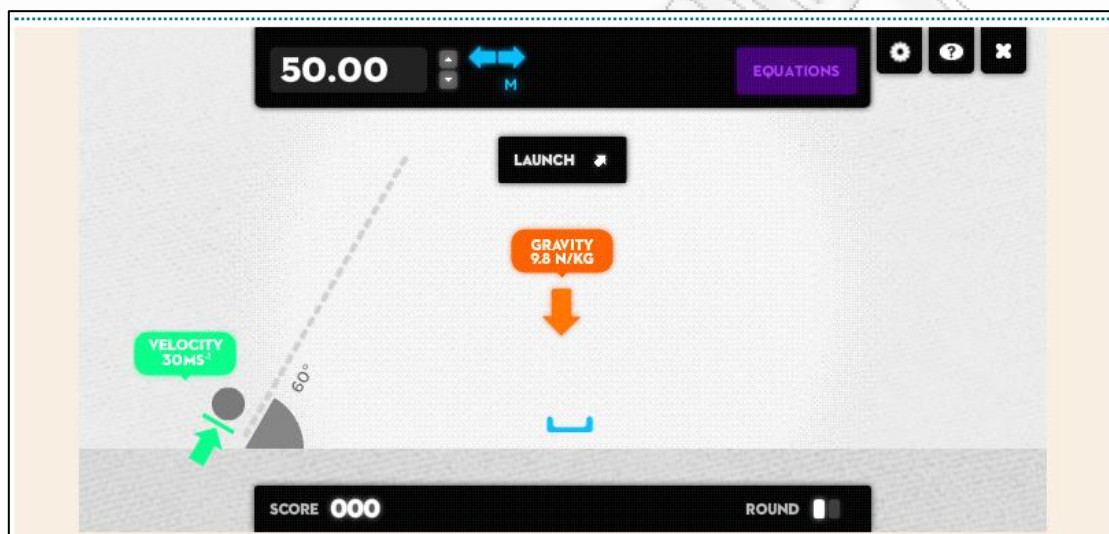 50.00
M
EQUATIONS
?
LAUNCH
GRAVITY
9.8 N/KG
VELOCITY
30MS⁻¹
60°
SCORE 000
ROUND